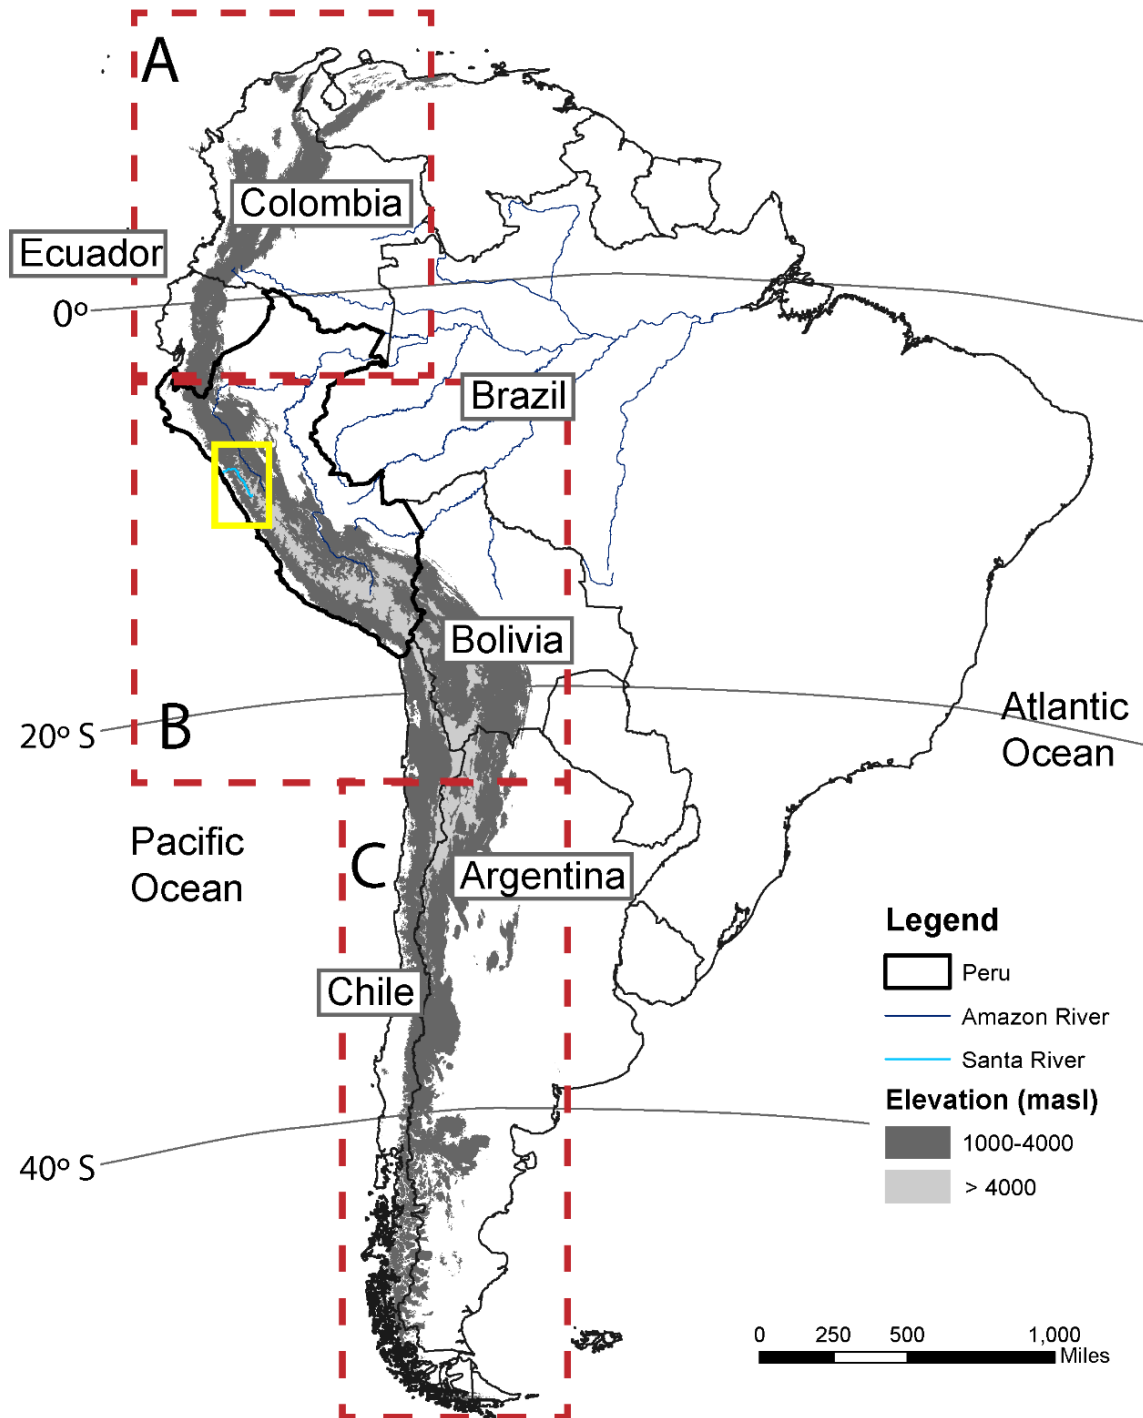 A
Colombia
Ecuador
0º
Brazil
Bolivia
20º S
B
Atlantic
Ocean
Pacific
Ocean
C
Argentina
Chile
40º S
Legend
Peru
Amazon River
Santa River
Elevation (masl)
1000-4000
> 4000
0 250 500 1,000
Miles